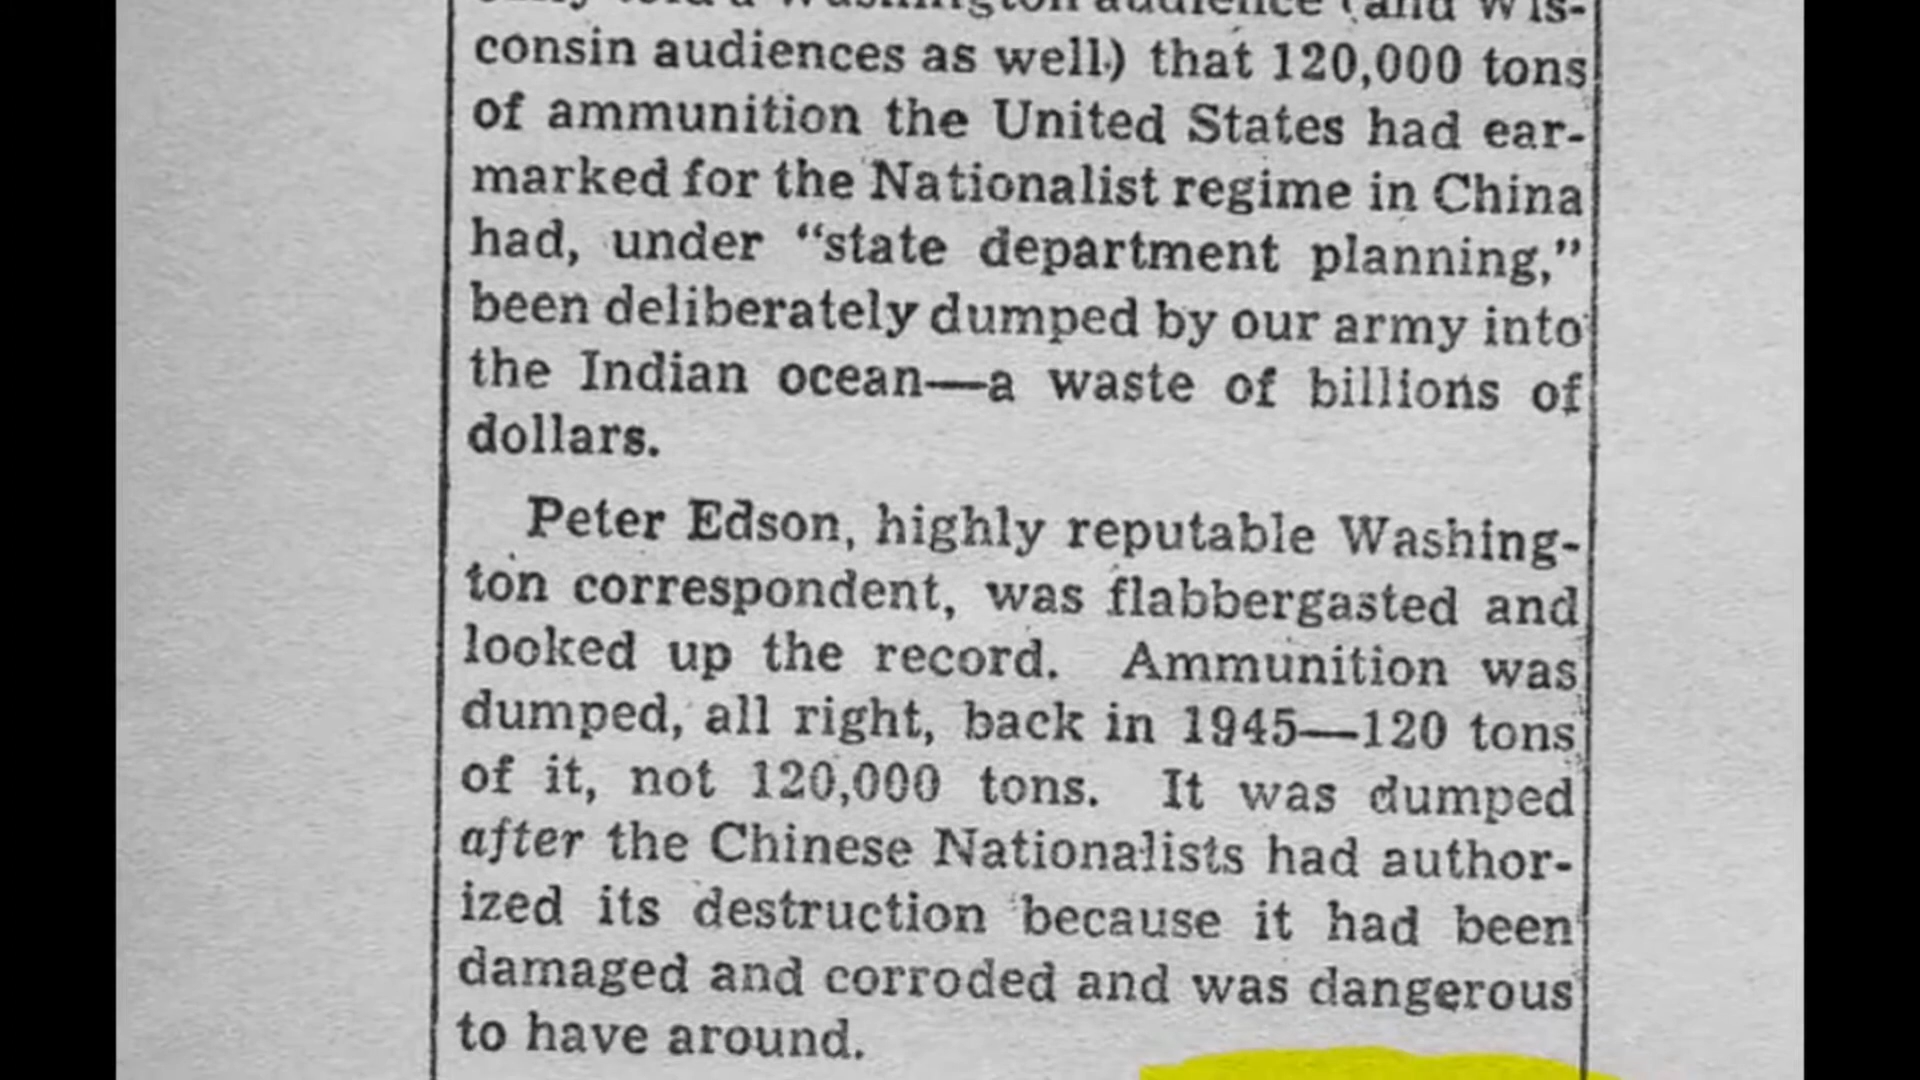 told a Washington audience (and Wis-
consin audiences as well) that 120,000 tons
of ammunition the United States had ear-
marked for the Nationalist regime in China
had, under “state department planning,”
been deliberately dumped by our army into
the Indian ocean—a waste of billions of
dollars.
Peter Edson, highly reputable Washing-
ton correspondent, was flabbergasted and
looked up the record. Ammunition was
dumped, all right, back in 1945—120 tons
of it, not 120,000 tons. It was dumped
after the Chinese Nationalists had author-
ized its destruction because it had been
damaged and corroded and was dangerous
to have around.